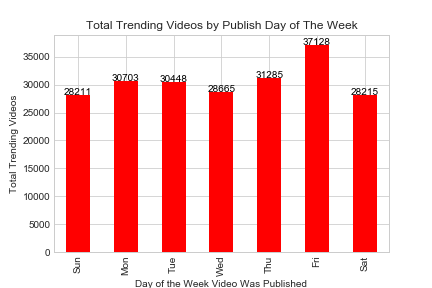 Total Trending Videos by Publish Day of The Week
Total Trending Videos
35000
30000
25000
20000
15000
10000
5000
0
28211
30703
30448
28665
31285
37128
28215
Sun
Mon
Tue
Wed
Thu
Fri
Sat
Day of the Week Video Was Published